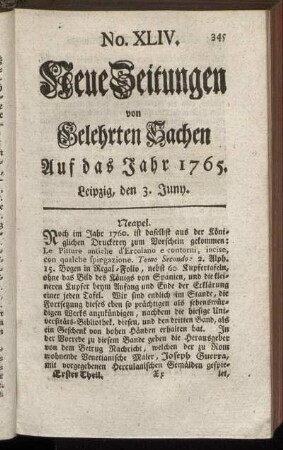 No. XLIV. 345
Neue Zeitungen
von
Gelehrten Sachen
Auf das Jahr 1765.
Leipzig, den 3. Juny.
Neapel.
Noch im Jahr 1760. ist daselbst aus der Köni-
glichen Druckerey zum Vorschein gekommen:
Le Pitture antiche d'Ercolano e contorni, incise,
con qualche spiegazione. Tomo Secondo: 2. Alph.
15. Bogen in Regal-Folio, nebst 60 Kupfertafeln,
ohne das Bild des Königs von Spanien, und die klei-
neren Kupfer beym Anfang und Ende der Erklärung
einer jeden Tafel. Wir sind endlich im Stande, die
Fortsetzung dieses eben so prächtigen als sehenswür-
digen Werks anzukündigen, nachdem die hiesige Uni-
versitäts-Bibliothek, diesen, und den dritten Band, als
ein Geschenk von hohen Händen erhalten hat. In
der Vorrede zu diesem Bande geben die Herausgeber
von dem Betrug Nachricht, welchen der zu Rom
wohnende Venetianische Maler, Joseph Guerra,
mit vorgegebenen Herculanischen Gemälden gespie-
Erster Theil. Xx let,